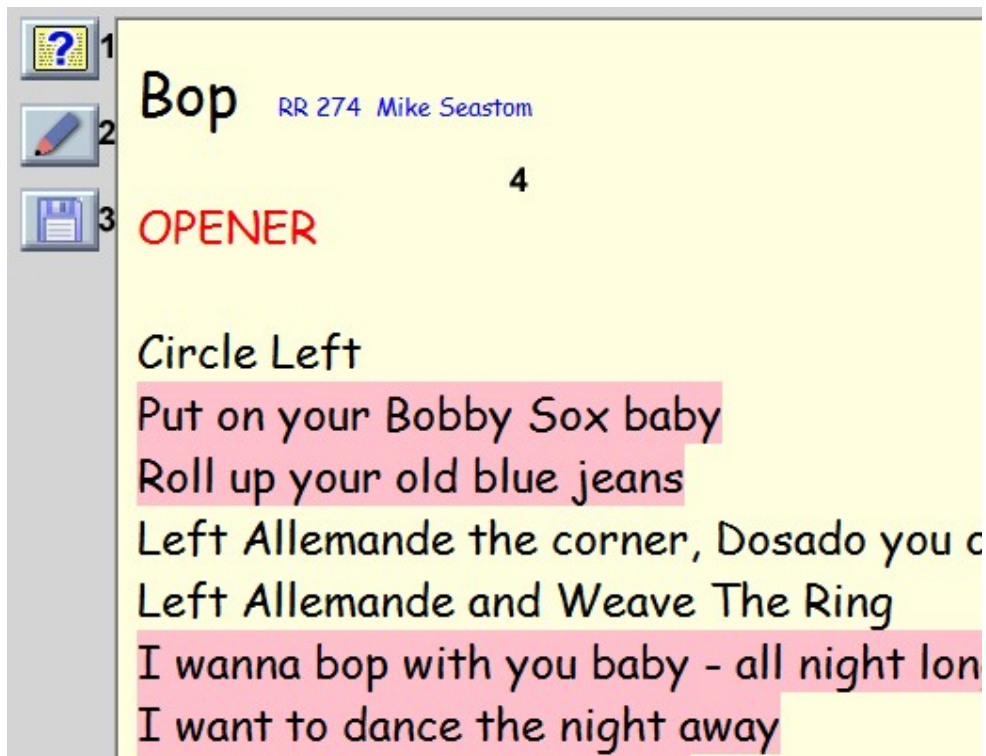 ? 1
Bop RR 274 Mike Seastom
2
4
3
OPENER
Circle Left
Put on your Bobby Sox baby
Roll up your old blue jeans
Left Allemande the corner, Dosado you
Left Allemande and Weave The Ring
I wanna bop with you baby - all night
I want to dance the night away